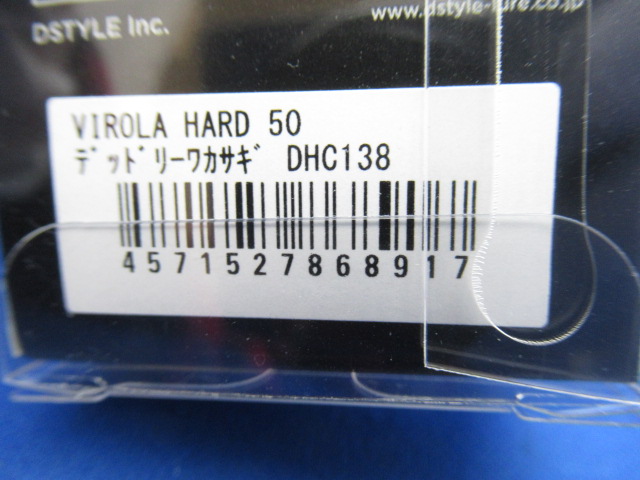 DSTYLE Inc.
www.dstyle-lure.co.jp
VIROLA HARD 50
ﾃﾞｯﾄﾞﾘｰﾜｶｻｷﾞ DHC138
4571527868917